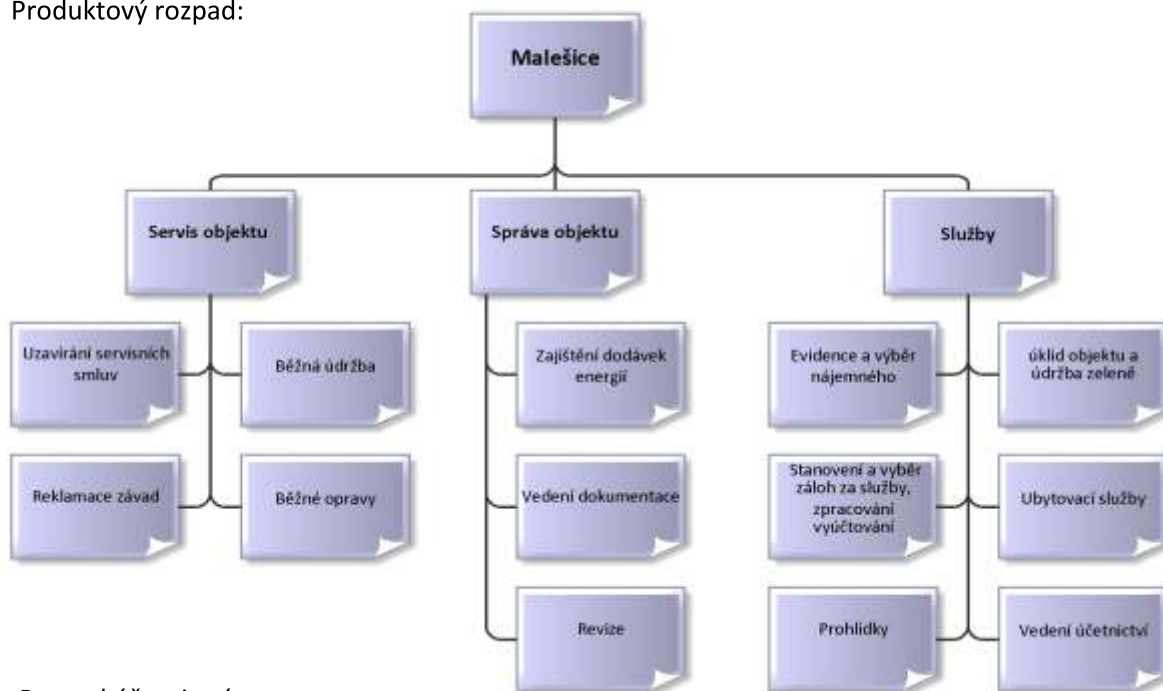 Produktový rozpad:
Malešice
Servis objektu
Správa objektu
Služby
Uzavírání servisních
smluv
Běžná údržba
Zajištění dodávek
energií
Evidence a výběr
nájemného
úklid objektu a
údržba zeleně
Reklamace závad
Běžné opravy
Vedení dokumentace
Stanovení a vyběr
záloh za služby,
zpracování
vyúčtování
Ubytovací služby
Revize
Prohlídky
Vedení účetnictví